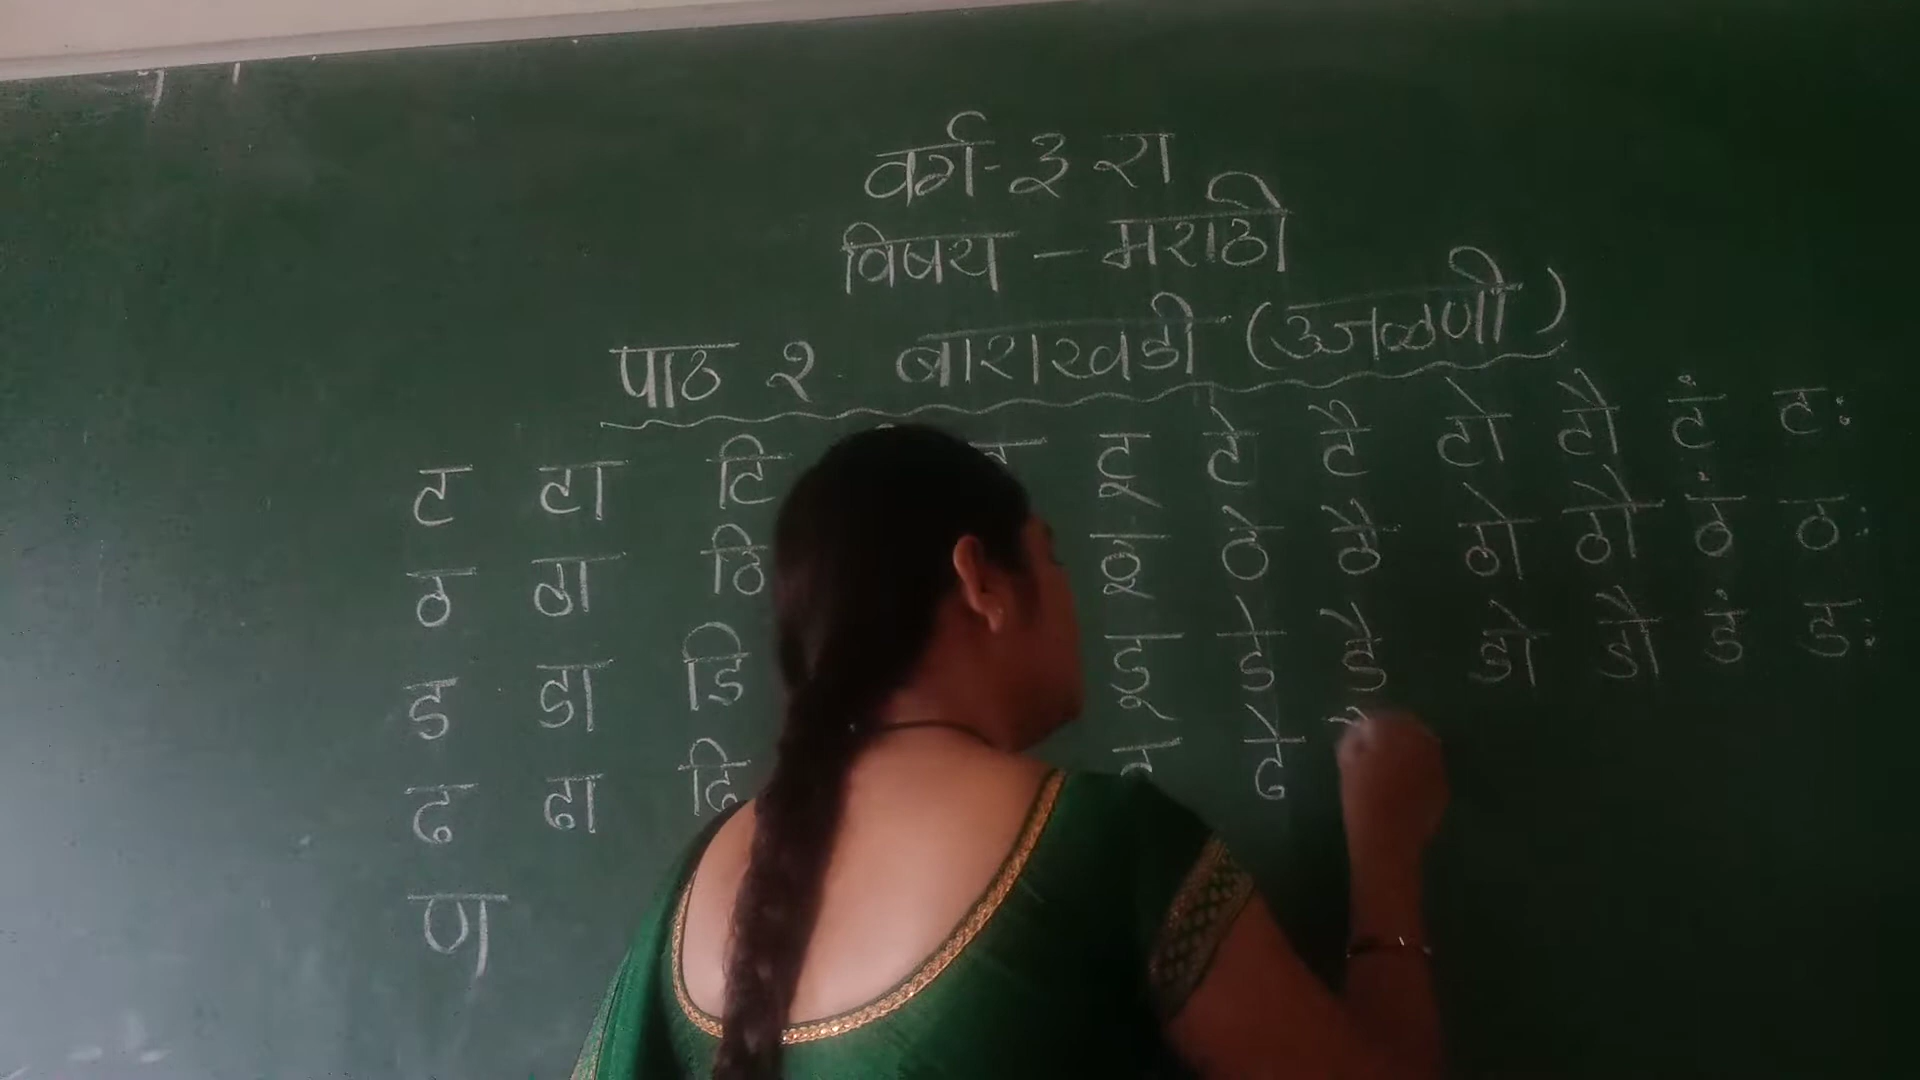 वर्ग - ३ रा
विषय - मराठी
पाठ २. बाराखडी (उजळणी)
ट टा टि टू टे टै टो टौ टं टः
ठ ठा ठि ठू ठे ठै ठो ठौ ठं ठः
ड डा डि डू डे डै डो डौ डं डः
ढ ढा ढि ढे
ण